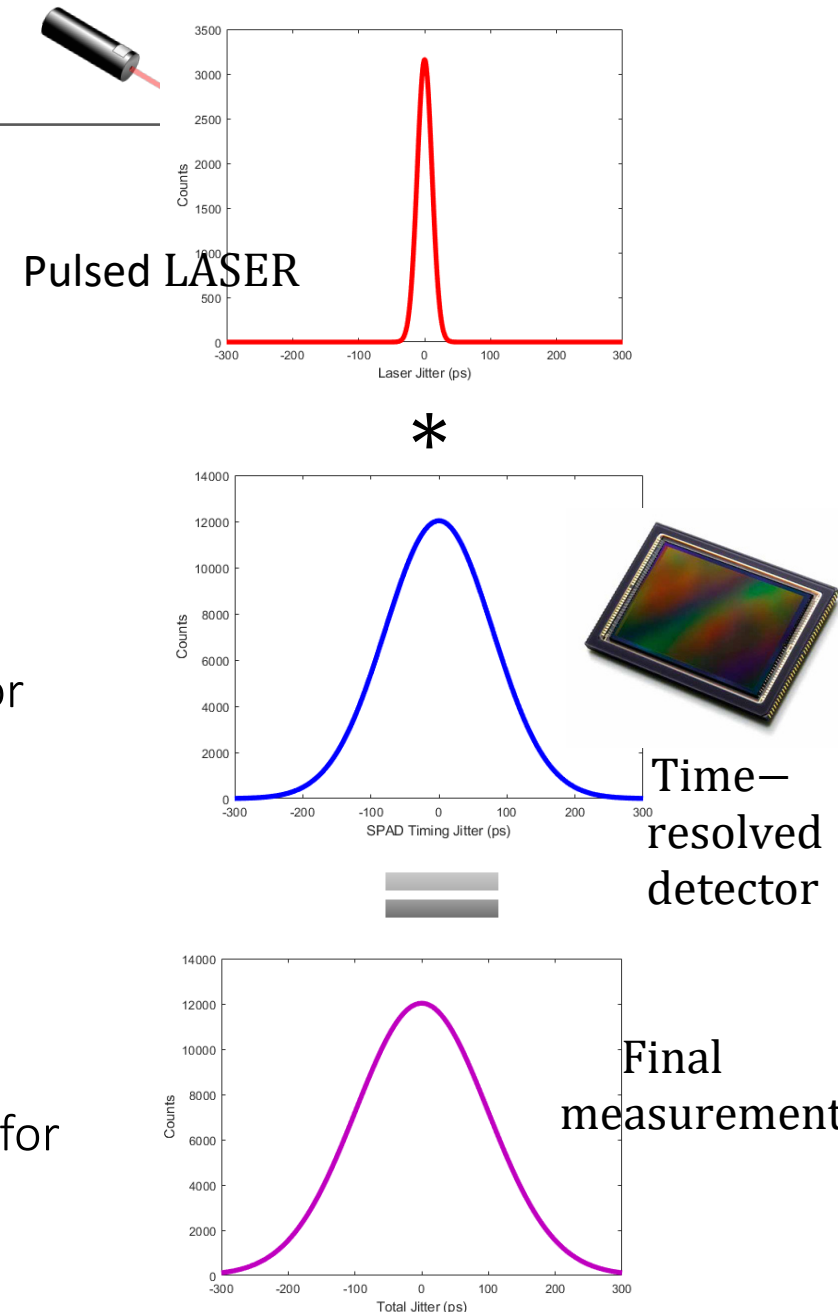 3500
3000
2500
2000
1500
1000
500
0
Counts
-300 -200 -100 0 100 200 300
Laser Jitter (ps)
Pulsed LASER
*
14000
12000
10000
8000
6000
4000
2000
0
Counts
-300 -200 -100 0 100 200 300
SPAD Timing Jitter (ps)
or
Time−
resolved
detector
14000
12000
10000
8000
6000
4000
2000
0
Counts
-300 -200 -100 0 100 200 300
Total Jitter (ps)
Final
measurement
for